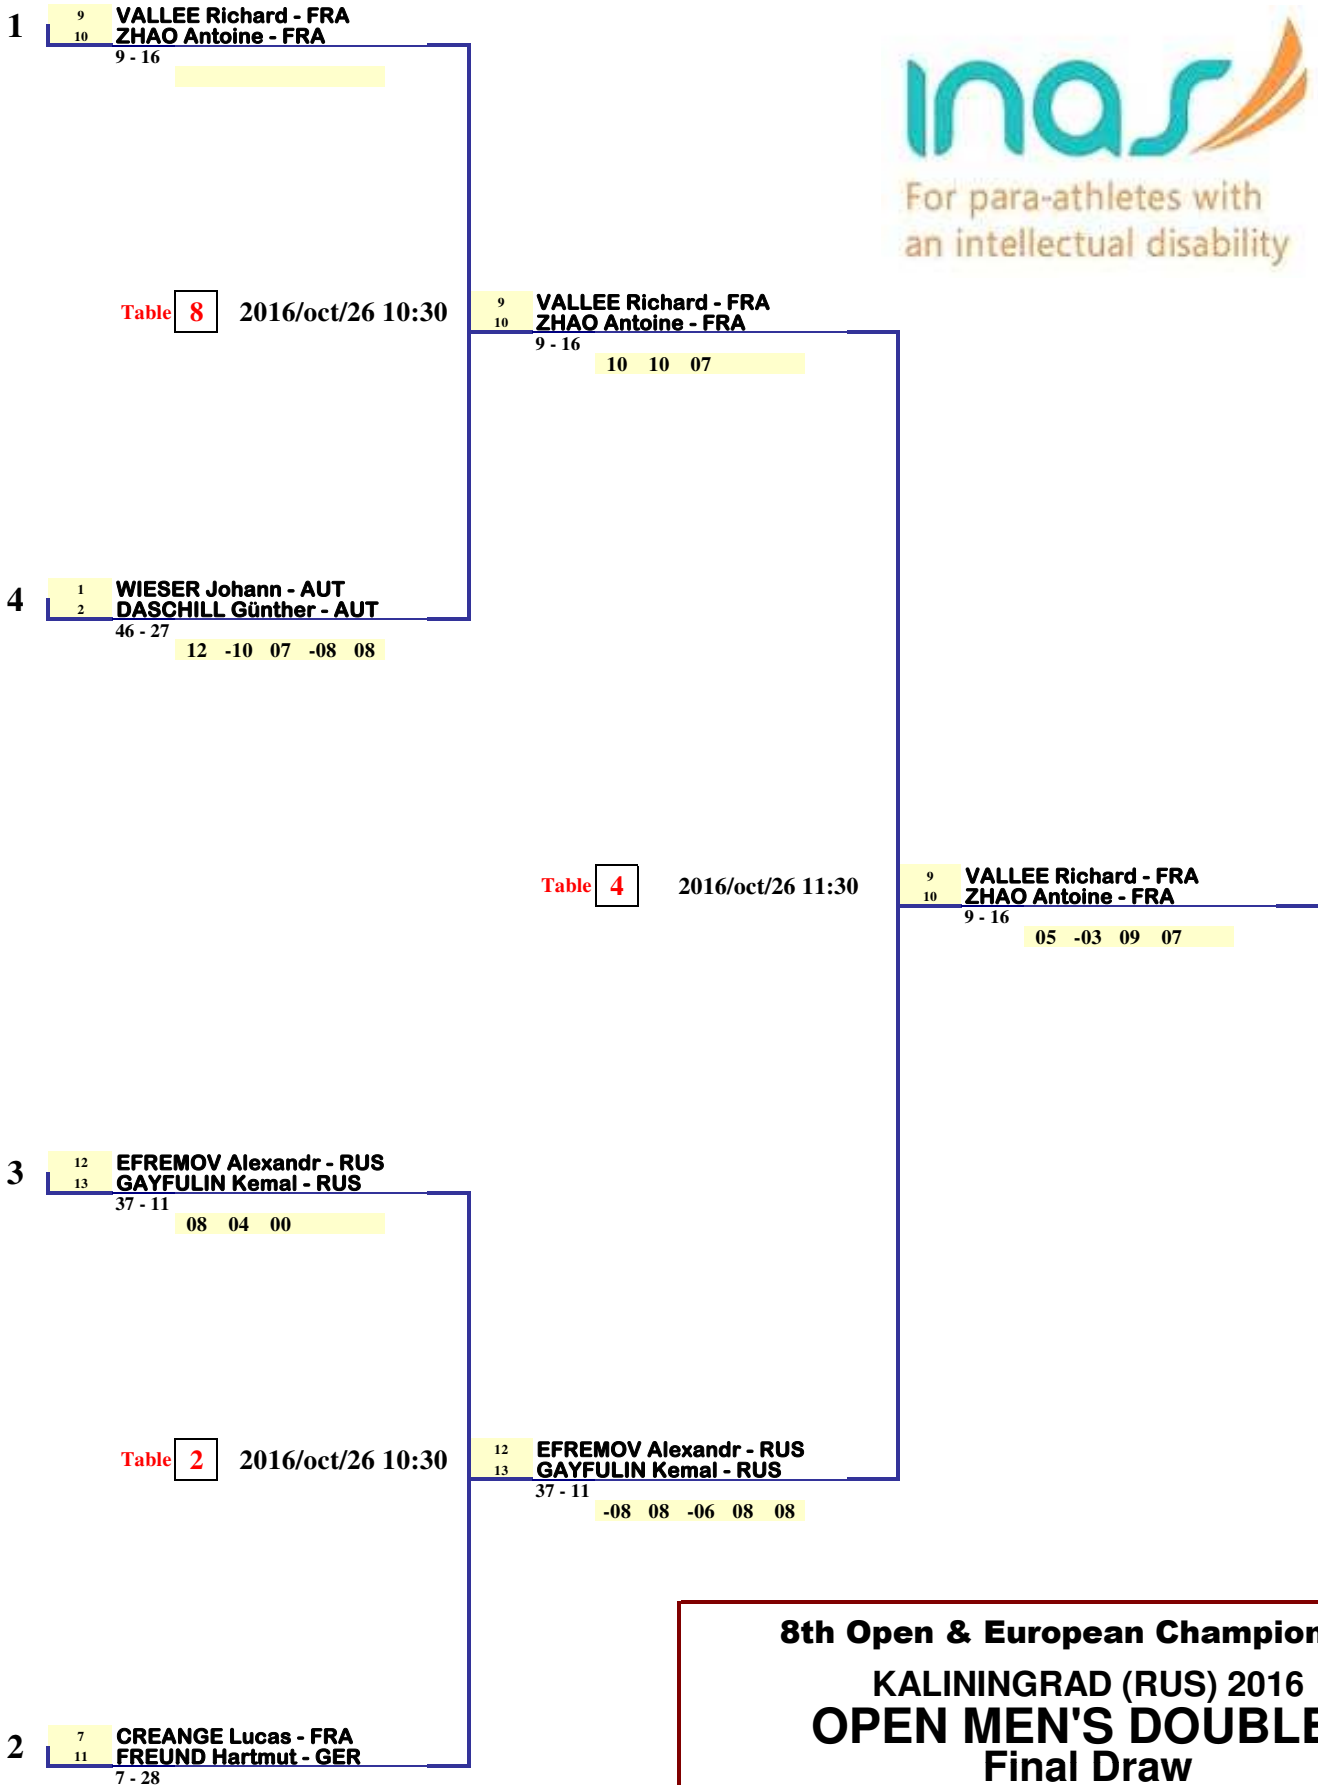 1
9 VALLEE Richard - FRA
10 ZHAO Antoine - FRA
9 - 16
inas
For para-athletes with
an intellectual disability
Table 8 2016/oct/26 10:30
9 VALLEE Richard - FRA
10 ZHAO Antoine - FRA
9 - 16
10 10 07
4
1 WIESER Johann - AUT
2 DASCHILL Günther - AUT
46 - 27
12 -10 07 -08 08
Table 4 2016/oct/26 11:30
9 VALLEE Richard - FRA
10 ZHAO Antoine - FRA
9 - 16
05 -03 09 07
3
12 EFREMOV Alexandr - RUS
13 GAYFULIN Kemal - RUS
37 - 11
08 04 00
Table 2 2016/oct/26 10:30
12 EFREMOV Alexandr - RUS
13 GAYFULIN Kemal - RUS
37 - 11
-08 08 -06 08 08
8th Open & European Champion
KALININGRAD (RUS) 2016
OPEN MEN'S DOUBLE
Final Draw
2
7 CREANGE Lucas - FRA
11 FREUND Hartmut - GER
7 - 28